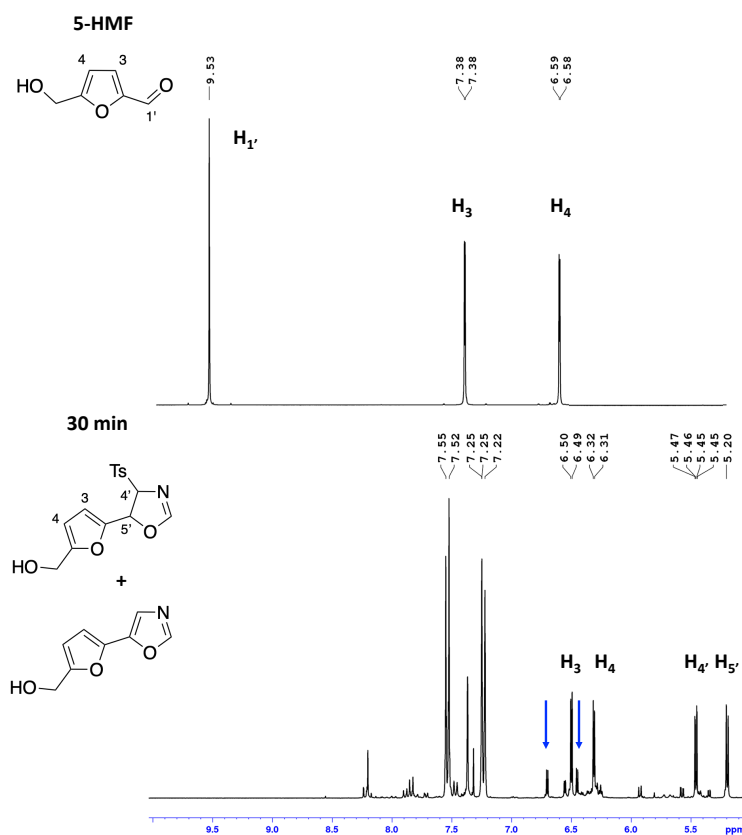 5-HMF
4 3
HO
O
O
1'
9.53
7.38
7.38
6.59
6.58
H1'
H3
H4
30 min
Ts
4'
N
3
4
5'
O
O
HO
+
N
O
O
HO
7.55
7.52
7.25
7.25
7.22
6.50
6.49
6.32
6.31
5.47
5.46
5.45
5.45
5.20
H3
H4
H4'
H5'
9.5 9.0 8.5 8.0 7.5 7.0 6.5 6.0 5.5 ppm